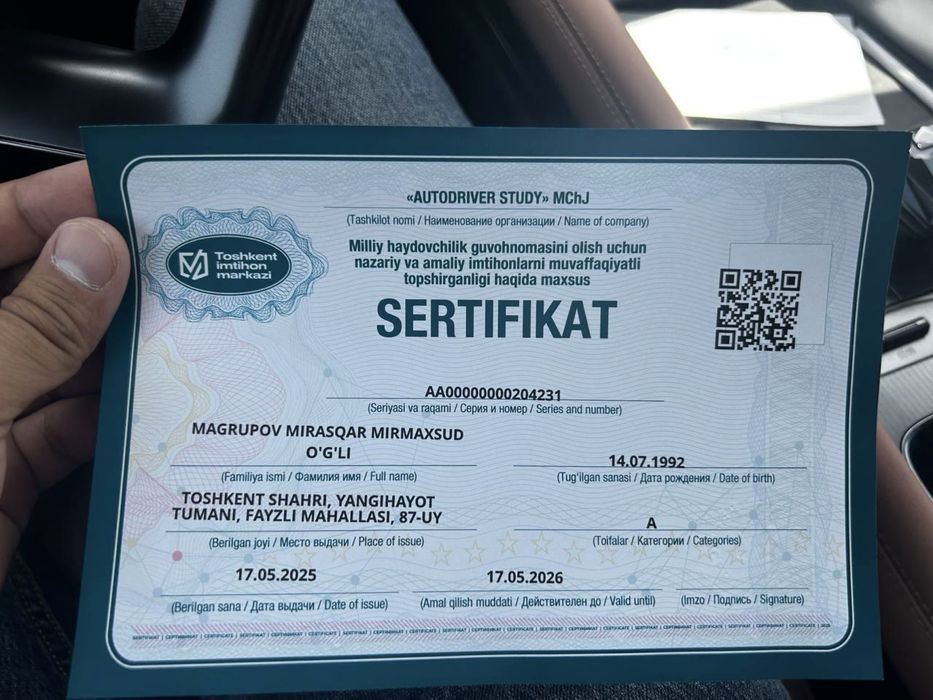 «AUTODRIVER STUDY» MChJ
(Tashkilot nomi / Наименование организации / Name of company)
Toshkent
imtihon
markazi
Milliy haydovchilik guvohnomasini olish uchun
nazariy va amaliy imtihonlarni muvaffaqiyatli
topshirganligi haqida maxsus
SERTIFIKAT
AA00000000204231
(Seriyasi va raqami / Серия и номер / Series and number)
MAGRUPOV MIRASQAR MIRMAXSUD
O'G'LI
(Familiya ismi / Фамилия имя / Full name)
14.07.1992
(Tug'ilgan sanasi / Дата рождения / Date of birth)
TOSHKENT SHAHRI, YANGIHAYOT
TUMANI, FAYZLI MAHALLASI, 87-UY
(Berilgan joyi / Место выдачи / Place of issue)
A
(Toifalar / Категории / Categories)
17.05.2025
(Berilgan sana / Дата выдачи / Date of issue)
17.05.2026
(Amal qilish muddati / Действителен до / Valid until)
(Imzo / Подпись / Signature)